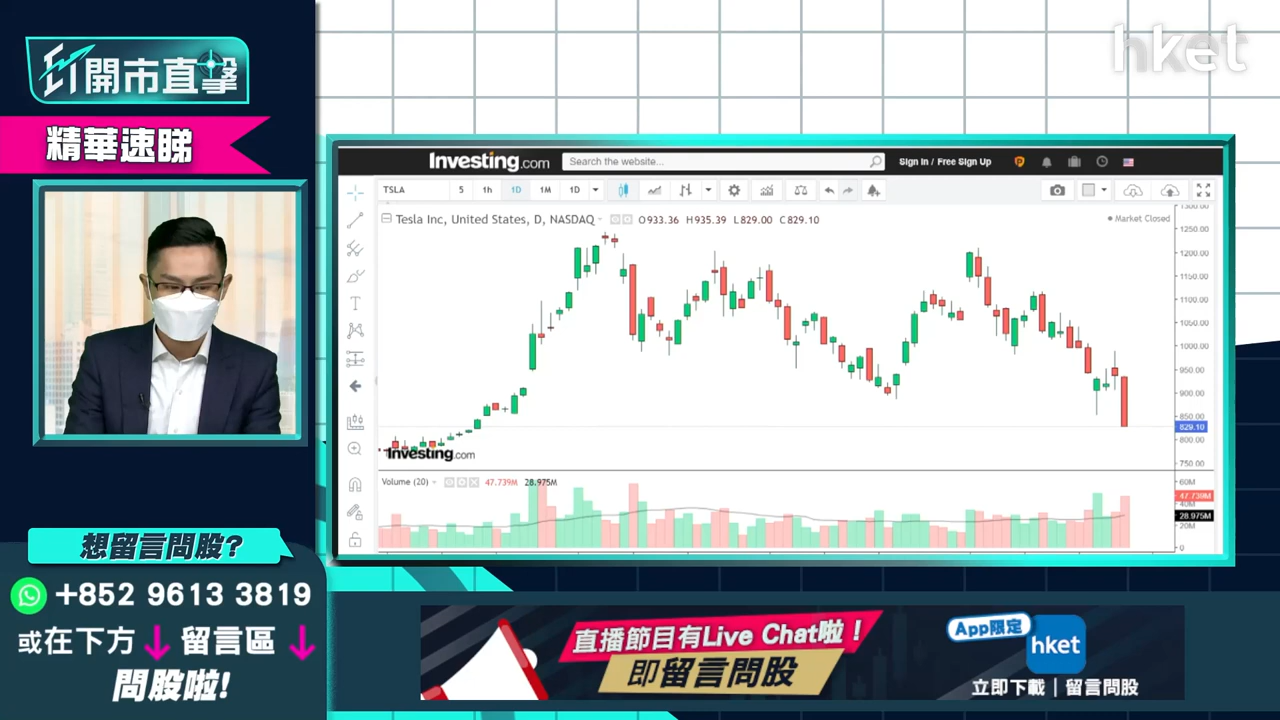 ET開市直擊
精華速睇
hket
Investing.com
Search the website...
Sign In / Free Sign Up
TSLA
5
1h
1D
1M
1D
Tesla Inc, United States, D, NASDAQ
O933.36 H935.39 L829.00 C829.10
Market Closed
1300.00
1250.00
1200.00
1150.00
1100.00
1050.00
1000.00
950.00
900.00
850.00
829.10
800.00
750.00
Investing.com
Volume (20)
47.739M
28.975M
60M
47.739M
40M
28.975M
20M
0
想留言問股?
+852 9613 3819
或在下方 留言區
問股啦!
直播節目有Live Chat啦！
即留言問股
App限定
hket
立即下載｜留言問股